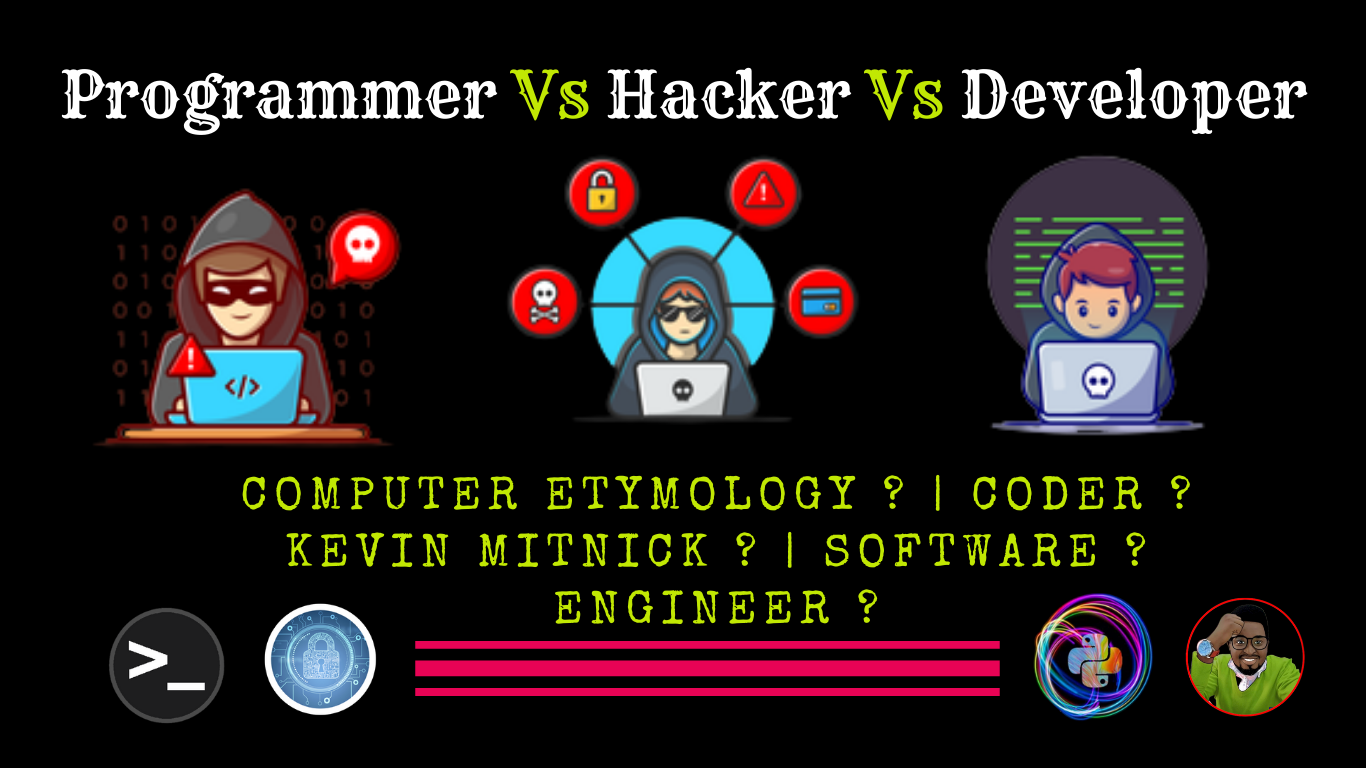 Programmer Vs Hacker Vs Developer
</>
COMPUTER ETYMOLOGY ? | CODER ?
KEVIN MITNICK ? | SOFTWARE ?
ENGINEER ?
>_